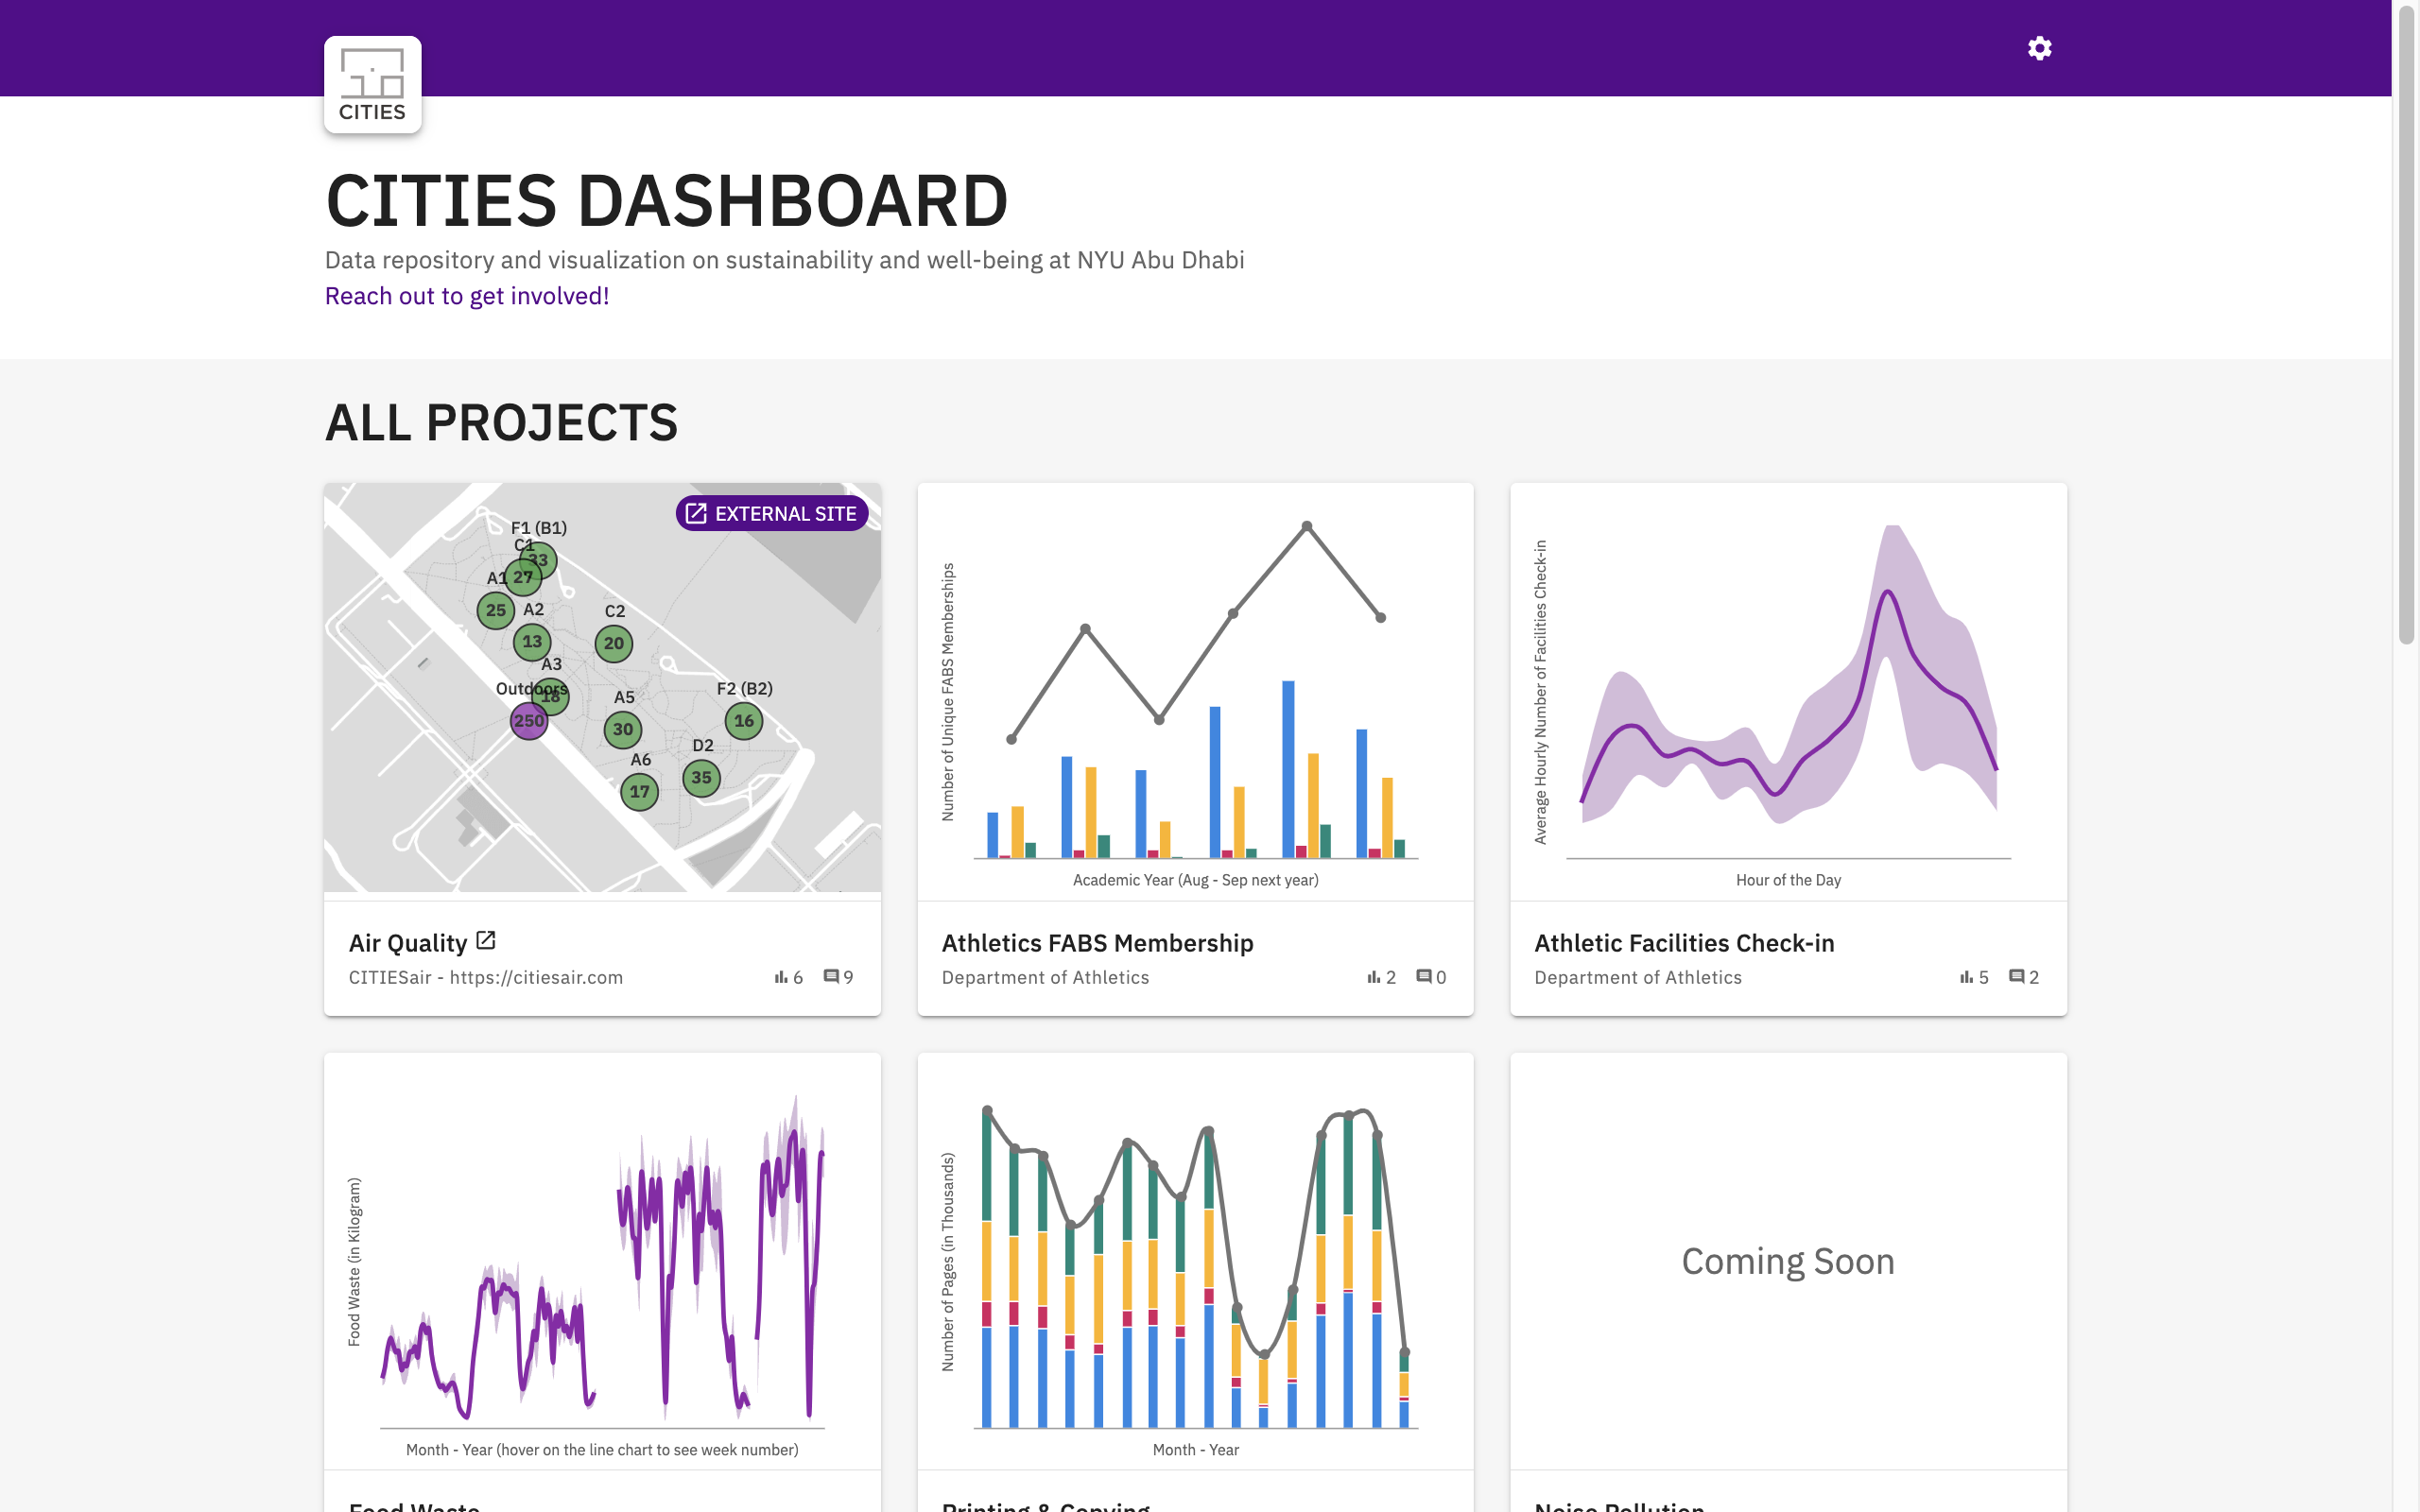 CITIES
CITIES DASHBOARD
Data repository and visualization on sustainability and well-being at NYU Abu Dhabi
Reach out to get involved!
ALL PROJECTS
EXTERNAL SITE
F1 (B1)
33
C1
27
A1
25
A2
13
C2
20
A3
18
Outdoors
250
A5
30
F2 (B2)
16
D2
35
A6
17
Air Quality
CITIESair - https://citiesair.com
6 9
Number of Unique FABS Memberships
Academic Year (Aug - Sep next year)
Athletics FABS Membership
Department of Athletics
2 0
Average Hourly Number of Facilities Check-in
Hour of the Day
Athletic Facilities Check-in
Department of Athletics
5 2
Food Waste (in Kilogram)
Month - Year (hover on the line chart to see week number)
Food Waste
Number of Pages (in Thousands)
Month - Year
Printing & Copying
Coming Soon
Noise Pollution